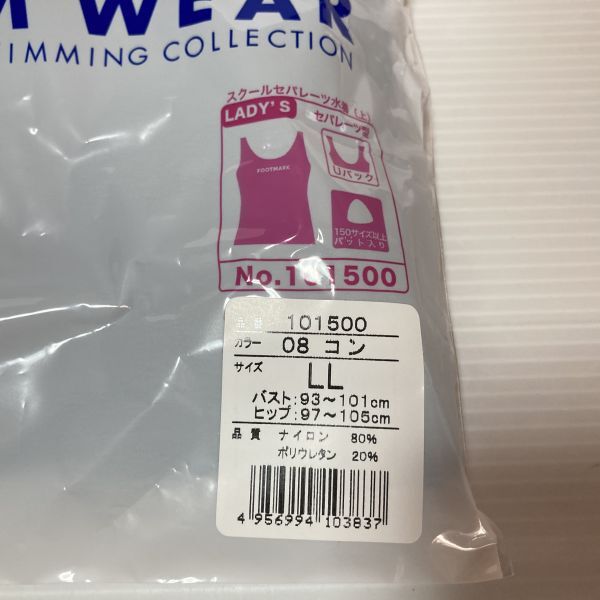 M WEAR
IMMING COLLECTION
スクールセパレーツ水着(上)
LADY'S
セパレーツ型
FOOTMARK
Uバック
150サイズ以上
パット入り
No.101500
品番 101500
カラー 08 コン
サイズ LL
バスト:93〜101cm
ヒップ:97〜105cm
品質 ナイロン 80%
ポリウレタン 20%
4 956994 103837